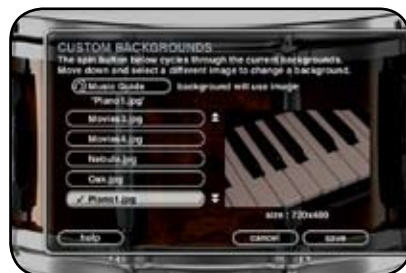 CUSTOM BACKGROUNDS
The spin button below cycles through the current backgrounds.
Move down and select a different image to change a background.
Music Guide background will use image:
"Piano1.jpg"
Movies3.jpg
Movies4.jpg
Nebula.jpg
Oak.jpg
✓ Piano1.jpg
size : 720x480
help cancel save